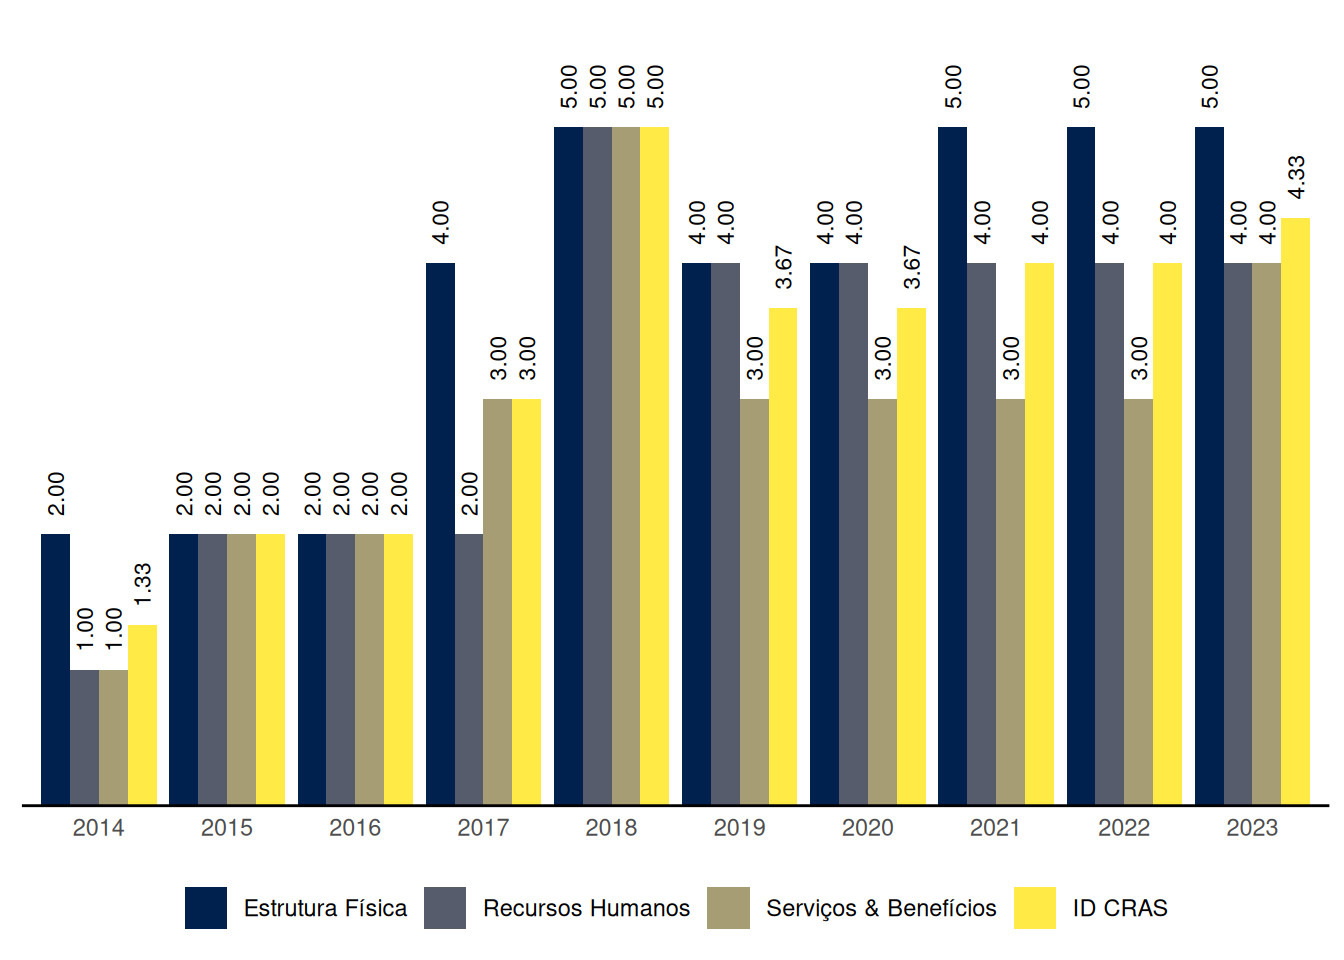 2.00 1.00 1.00 1.33
2.00 2.00 2.00 2.00
2.00 2.00 2.00 2.00
4.00 2.00 3.00 3.00
5.00 5.00 5.00 5.00
4.00 4.00 3.00 3.67
4.00 4.00 3.00 3.67
5.00 4.00 3.00 4.00
5.00 4.00 3.00 4.00
5.00 4.00 4.00 4.33
2014 2015 2016 2017 2018 2019 2020 2021 2022 2023
Estrutura Física Recursos Humanos Serviços & Benefícios ID CRAS